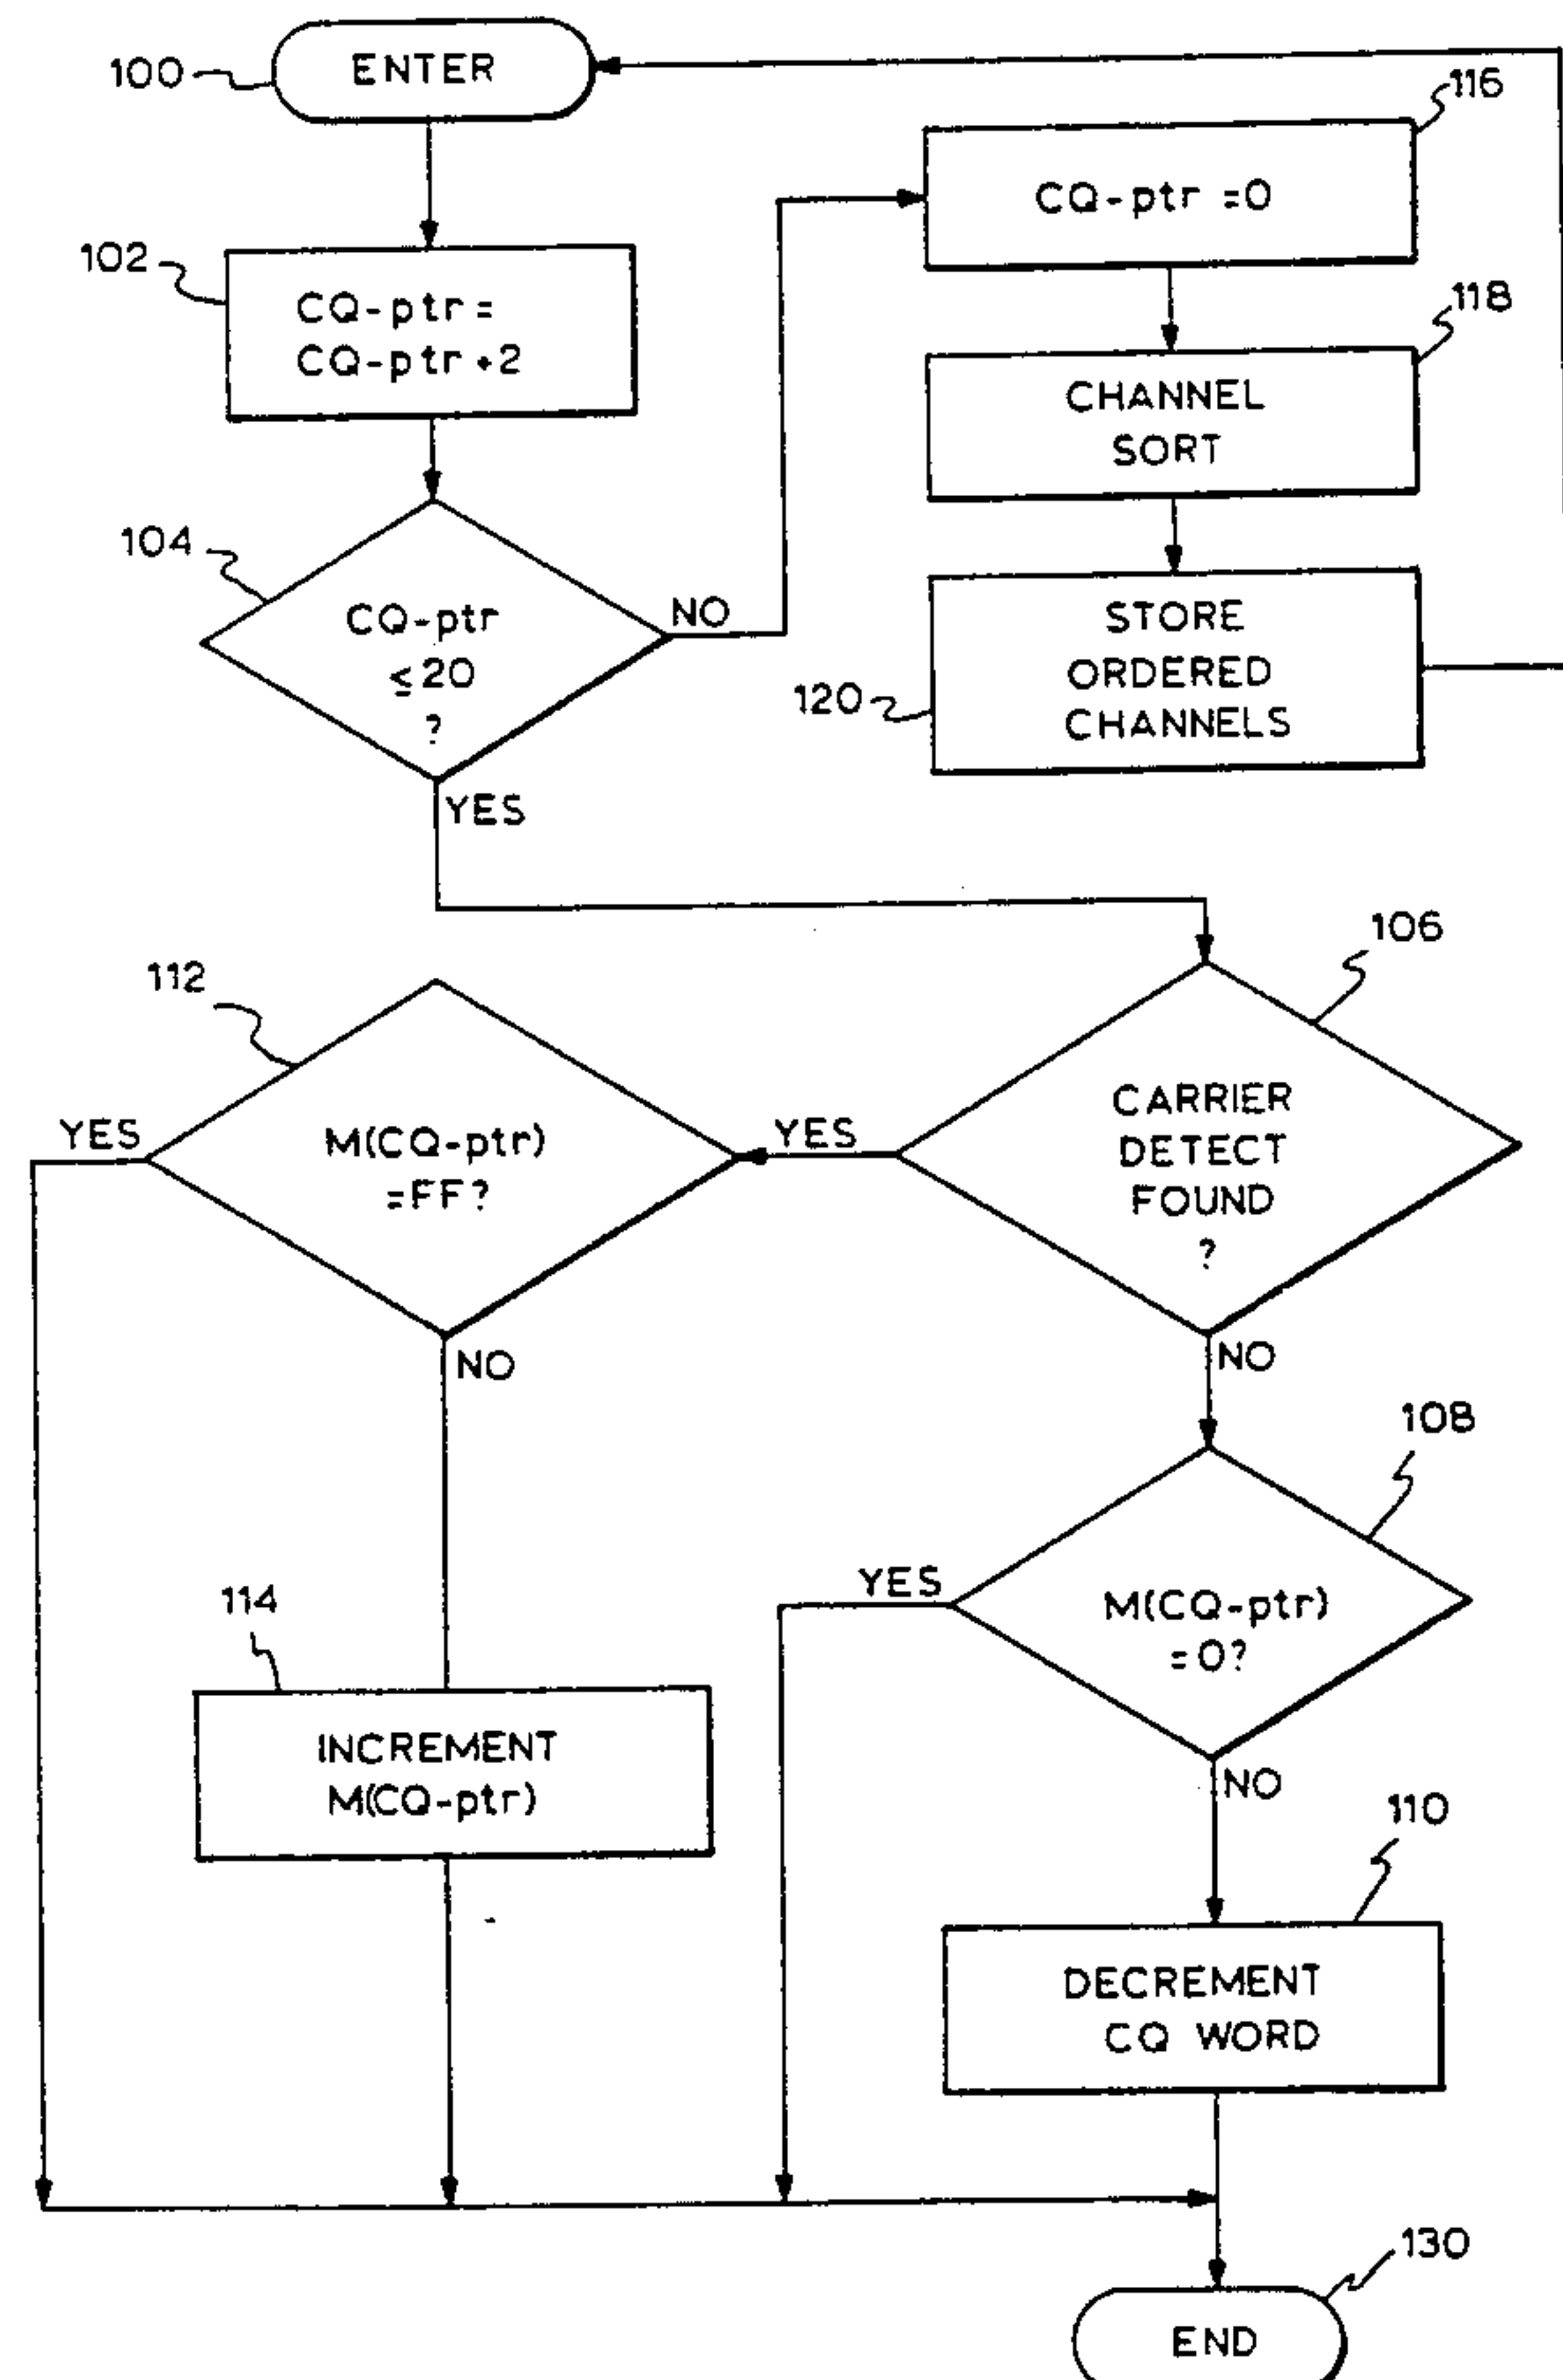 100
ENTER
102
CQ-ptr =
CQ-ptr +2
104
CQ-ptr
≤20
?
NO
YES
116
CQ-ptr =0
118
CHANNEL
SORT
120
STORE
ORDERED
CHANNELS
106
CARRIER
DETECT
FOUND
?
YES
NO
112
M(CQ-ptr)
=FF?
YES
NO
108
M(CQ-ptr)
=0?
YES
NO
114
INCREMENT
M(CQ-ptr)
110
DECREMENT
CQ WORD
130
END